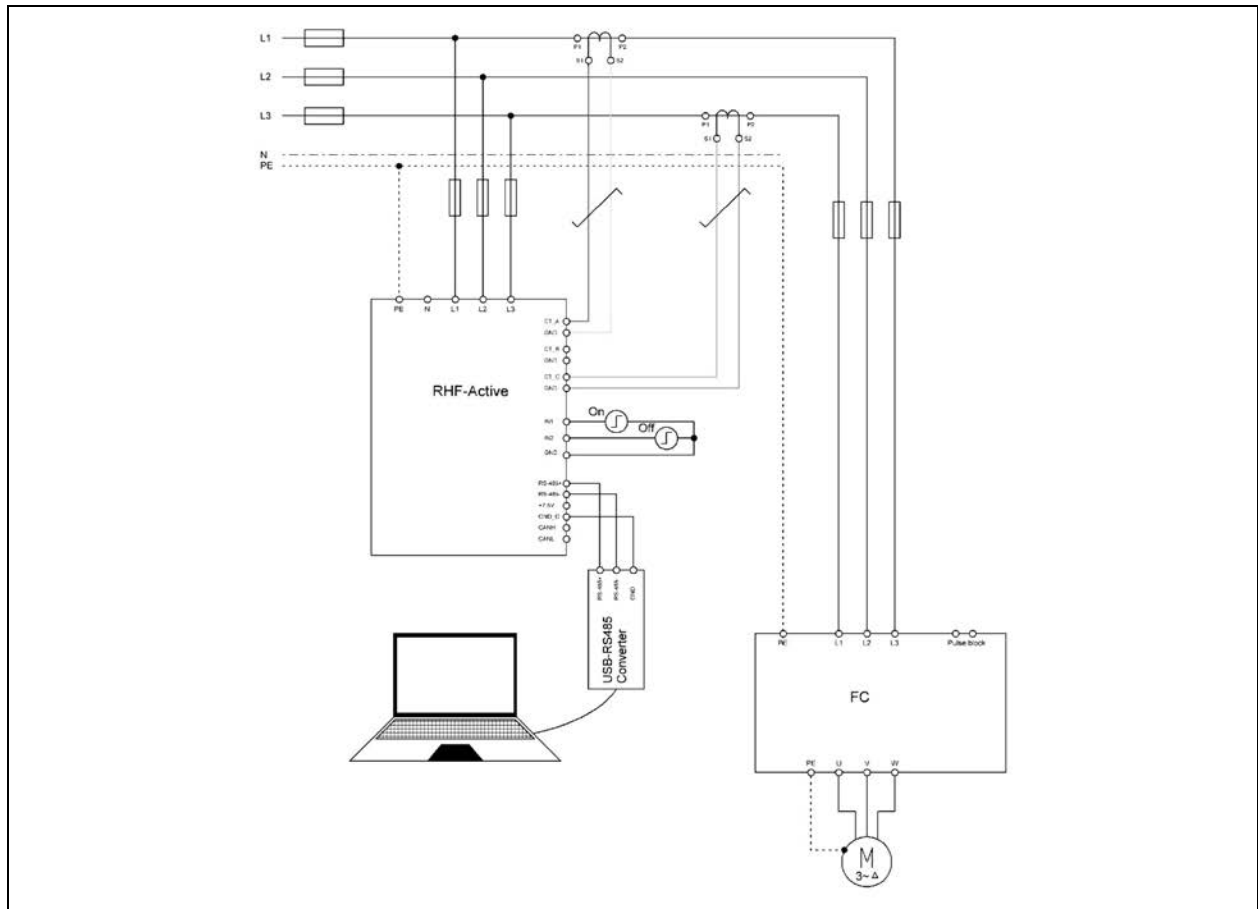 L1
P1
P2
S1
S2
L2
L3
P1
P2
S1
S2
N
PE
PE
N
L1
L2
L3
CT_A
GND
CT_B
GND
CT_C
GND
RHF-Active
On
IN1
Off
IN2
GND
RS-485+
RS-485-
+7.5V
GND_C
CANH
CANL
RS-485+
RS-485-
GND
USB-RS485
Converter
PE
L1
L2
L3
Pulse block
FC
PE
U
V
W
M
3~ Δ